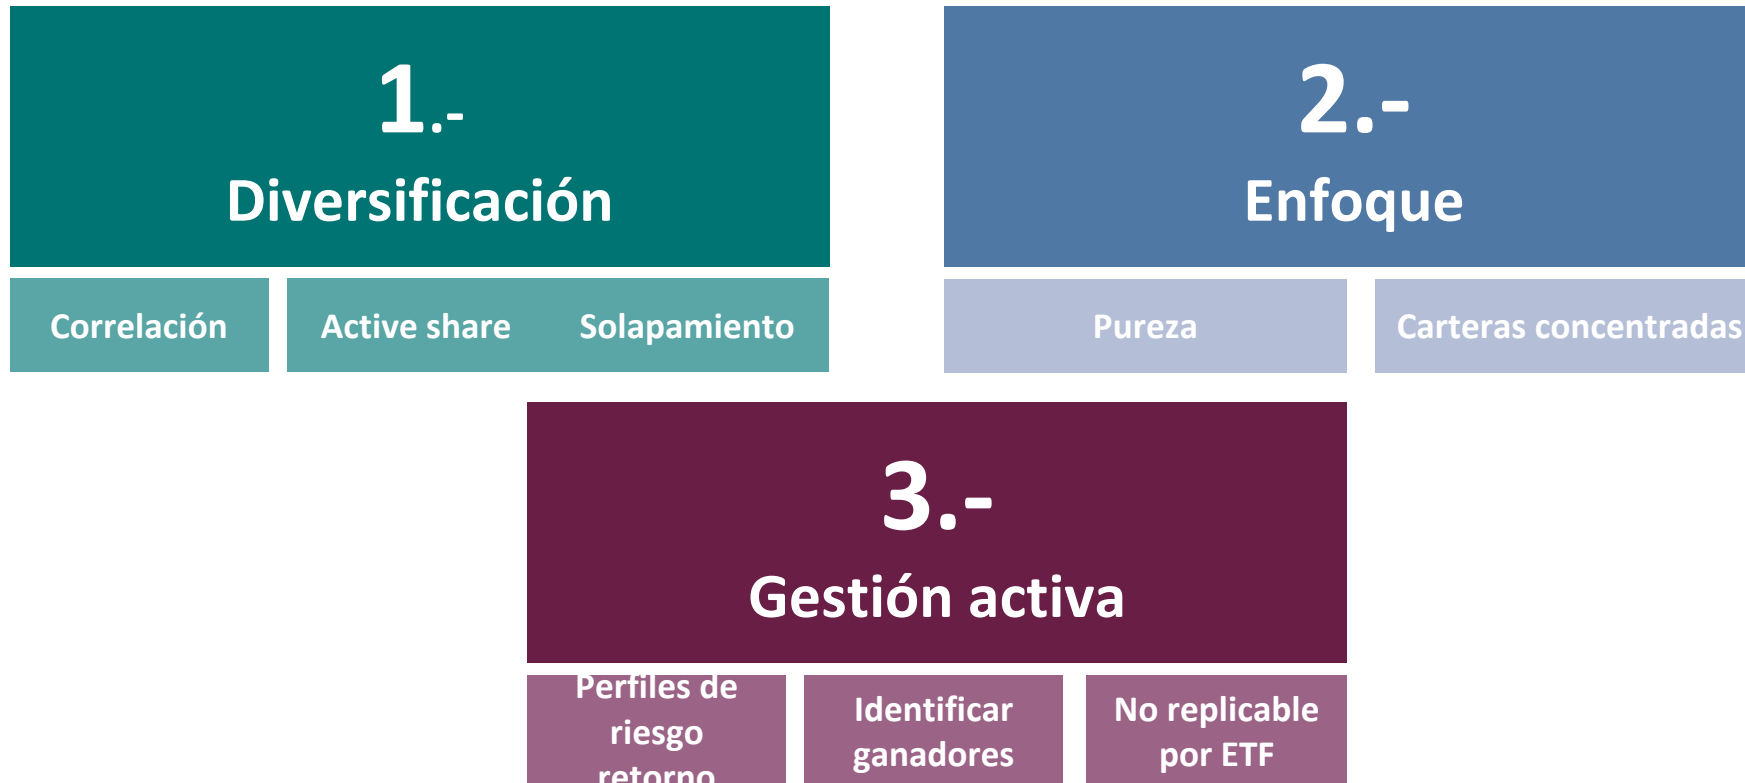 1.-
Diversificación
Correlación
Active share
Solapamiento
2.-
Enfoque
Pureza
Carteras concentradas
3.-
Gestión activa
Perfiles de
riesgo
retorno
Identificar
ganadores
No replicable
por ETF